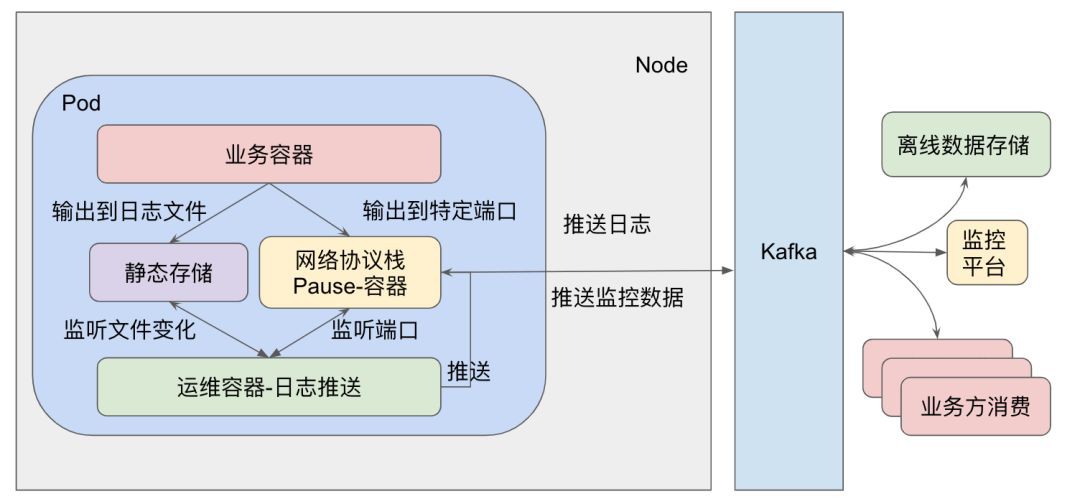 Node
Pod
业务容器
输出到日志文件
输出到特定端口
静态存储
网络协议栈
Pause-容器
监听文件变化
监听端口
运维容器-日志推送
推送
推送日志
推送监控数据
Kafka
离线数据存储
监控
平台
业务方消费